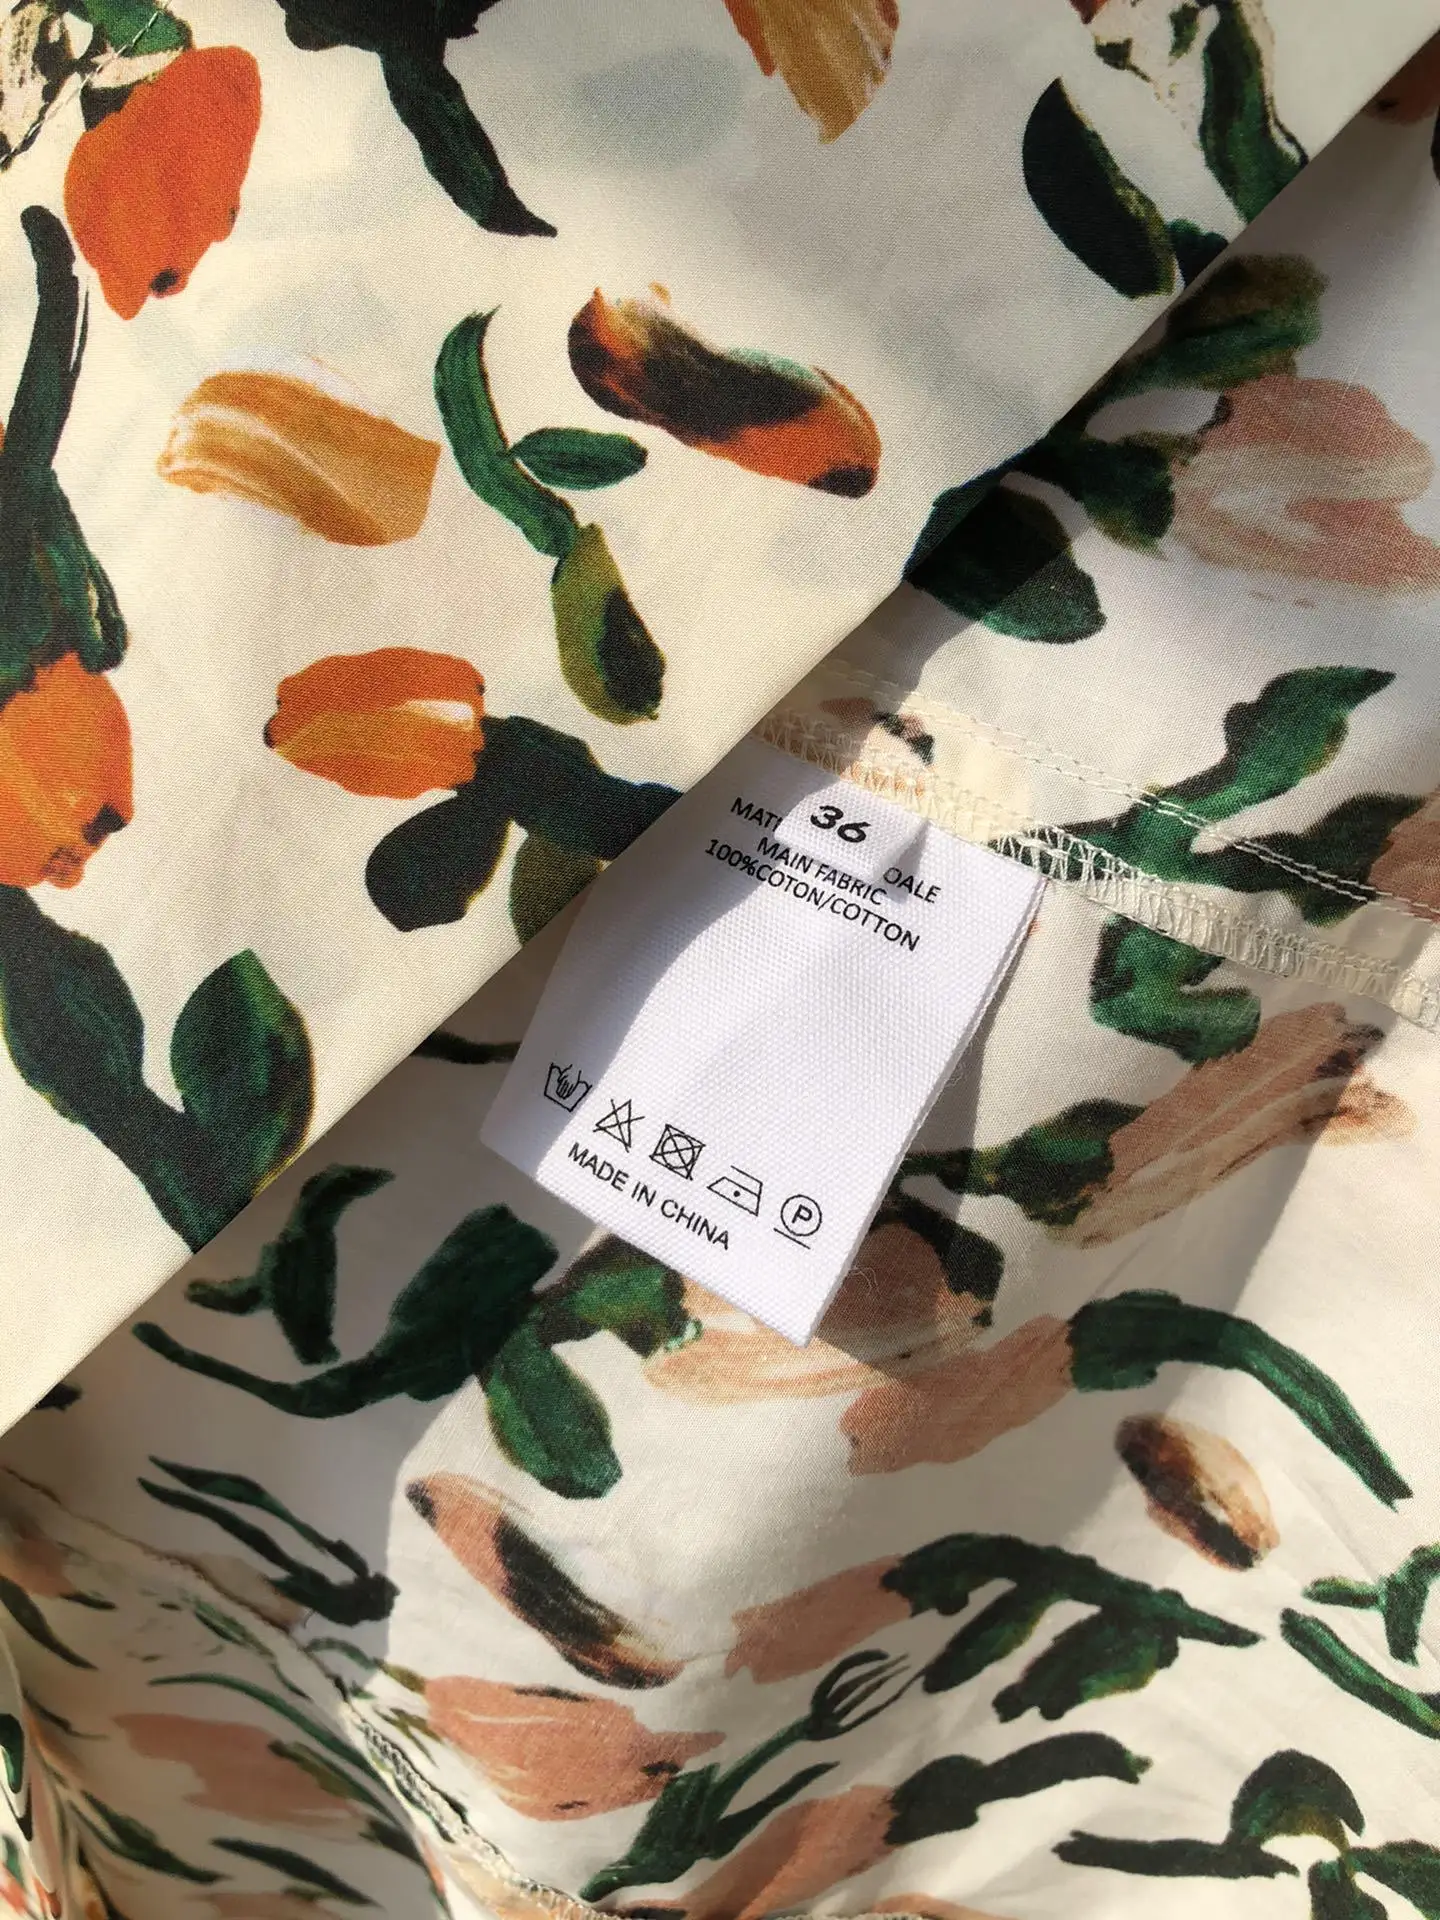 36
MAIN FABRIC
100%COTON/COTTON
MADE IN CHINA
P